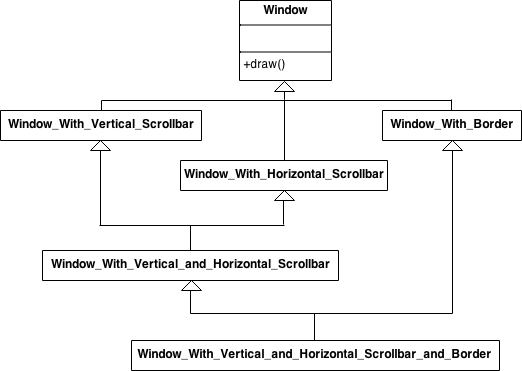 Window
+draw()
Window_With_Vertical_Scrollbar
Window_With_Border
Window_With_Horizontal_Scrollbar
Window_With_Vertical_and_Horizontal_Scrollbar
Window_With_Vertical_and_Horizontal_Scrollbar_and_Border